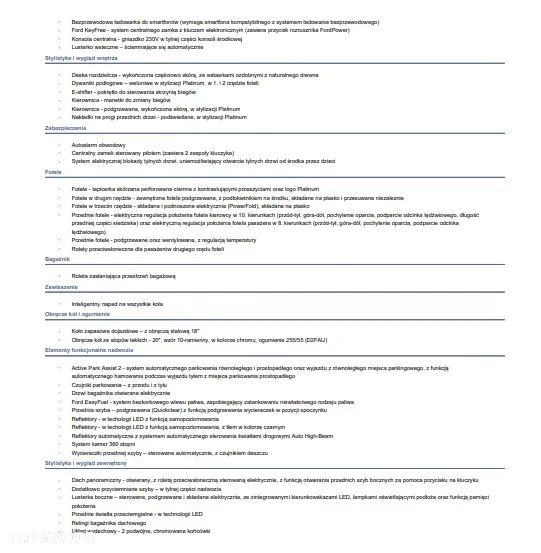 Bezprzewodowa ładowarka do smartfonów (wymaga smartfona kompatybilnego z systemem ładowania bezprzewodowego)
Ford KeyFree - system centralnego zamka z kluczem elektronicznym (zawiera przycisk rozrusznika FordPower)
Konsola centralna - gniazdko 230V w tylnej części konsoli środkowej
Lusterko wsteczne – ściemniające się automatycznie
Stylistyka i wygląd wnętrza
Deska rozdzielcza - wykończona częściowo skórą, ze wstawkami ozdobnymi z naturalnego drewna
Dywaniki podłogowe – welurowe w stylizacji Platinum, w 1. i 2 rzędzie foteli
E-shifter - pokrętło do sterowania skrzynią biegów
Kierownica - manetki do zmiany biegów
Kierownica - podgrzewana, wykończona skórą, w stylizacji Platinum
Nakładki na progi przednich drzwi - podświetlane, w stylizacji Platinum
Zabezpieczenia
Autoalarm obwodowy
Centralny zamek sterowany pilotem (zawiera 2 zespoły kluczyka)
System elektrycznej blokady tylnych drzwi, uniemożliwiający otwarcie tylnych drzwi od środka przez dzieci
Fotele
Fotele - tapicerka skórzana perforowana ciemna z kontrastującymi przeszyciami oraz logo Platinum
Fotele w drugim rzędzie - zewnętrzne fotele podgrzewane, z podłokietnikiem na środku, składane na płasko i przesuwane niezależnie
Fotele w trzecim rzędzie - składane i podnoszone elektrycznie (PowerFold), składane na płasko
Przednie fotele - elektryczna regulacja położenia fotela kierowcy w 10. kierunkach (przód-tył, góra-dół, pochylenie oparcia, podparcie odcinka lędźwiowego, długość
przedniej części siedziska) oraz elektryczną regulacja położenia fotela pasażera w 8. kierunkach (przód-tył, góra-dół, pochylenie oparcia, podparcie odcinka
lędźwiowego).
Przednie fotele - podgrzewane oraz wentylowane, z regulacją temperatury
Rolety przeciwsłoneczne dla pasażerów drugiego rzędu foteli
Bagażnik
Roleta zasłaniająca przestrzeń bagażową
Zawieszenie
Inteligentny napęd na wszystkie koła
Obręcze kół i ogumienie
Koło zapasowe dojazdowe – z obręczą stalową 18"
Obręcze kół ze stopów lekkich - 20", wzór 10-ramienny, w kolorze chromu, ogumienie 255/55 (D2FAU)
Elementy funkcjonalne nadwozia
Active Park Assist 2 - system automatycznego parkowania równoległego i prostopadłego oraz wyjazdu z równoległego miejsca parkingowego, z funkcją
automatycznego hamowania podczas wyjazdu tyłem z miejsca parkowania prostopadłego
Czujniki parkowania – z przodu i z tyłu
Drzwi bagażnika otwierane elektrycznie
Ford EasyFuel - system bezkorkowego wlewu paliwa, zapobiegający zatankowaniu niewłaściwego rodzaju paliwa
Przednia szyba – podgrzewana (Quickclear) z funkcją podgrzewania wycieraczek w pozycji spoczynku
Reflektory - w techologii LED z funkcją samopoziomowania
Reflektory - w techologii LED z funkcją samopoziomowania, z tłem w kolorze czarnym
Reflektory automatyczne z systemem automatycznego sterowania światłami drogowymi Auto High-Beam
System kamer 360 stopni
Wycieraczki przedniej szyby – sterowane automatycznie, z czujnikiem deszczu
Stylistyka i wygląd zewnętrzny
Dach panoramiczny - otwierany, z roletą przeciwsłoneczną sterowaną elektrycznie, z funkcją otwierania przednich szyb bocznych za pomocą przycisku na kluczyku
Dodatkowo przyciemniane szyby – w tylnej części nadwozia
Lusterka boczne – sterowane, podgrzewane i składane elektrycznie, ze zintegrowanymi kierunkowskazami LED, lampkami oświetlającymi podłoże oraz funkcją pamięci
położenia
Przednie światła przeciwmgielne - w technologii LED
Relingi bagażnika dachowego
Układ wydechowy - 2 podwójne, chromowane końcówki